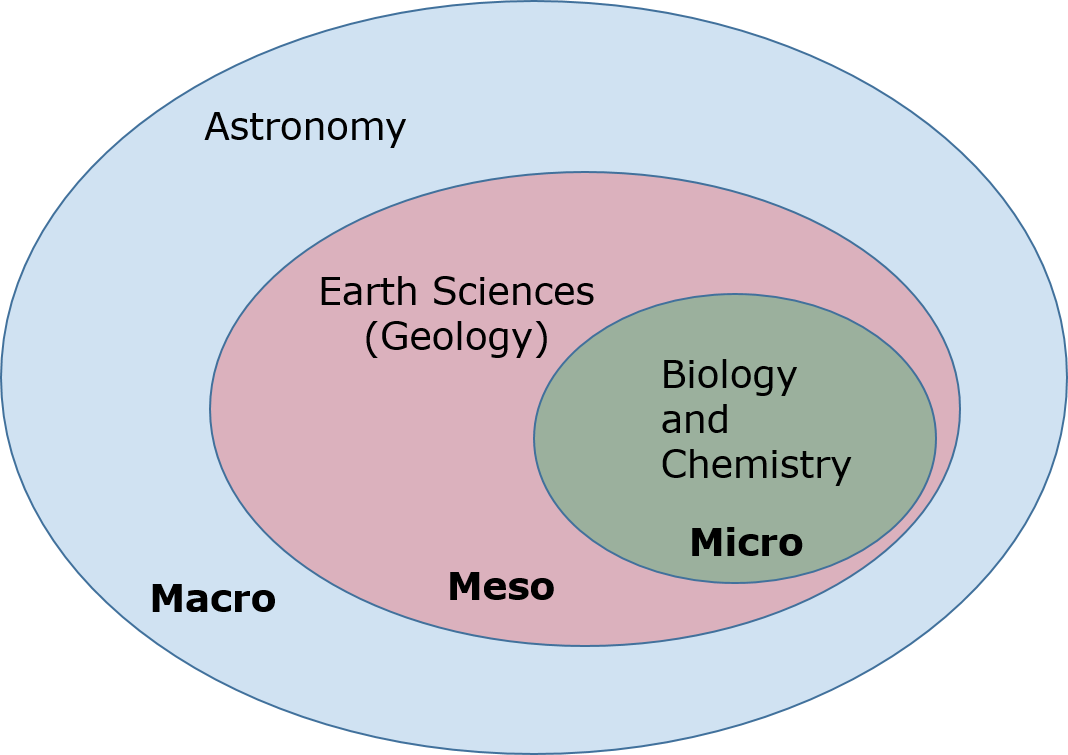 Astronomy
Earth Sciences
(Geology)
Biology
and
Chemistry
Micro
Meso
Macro